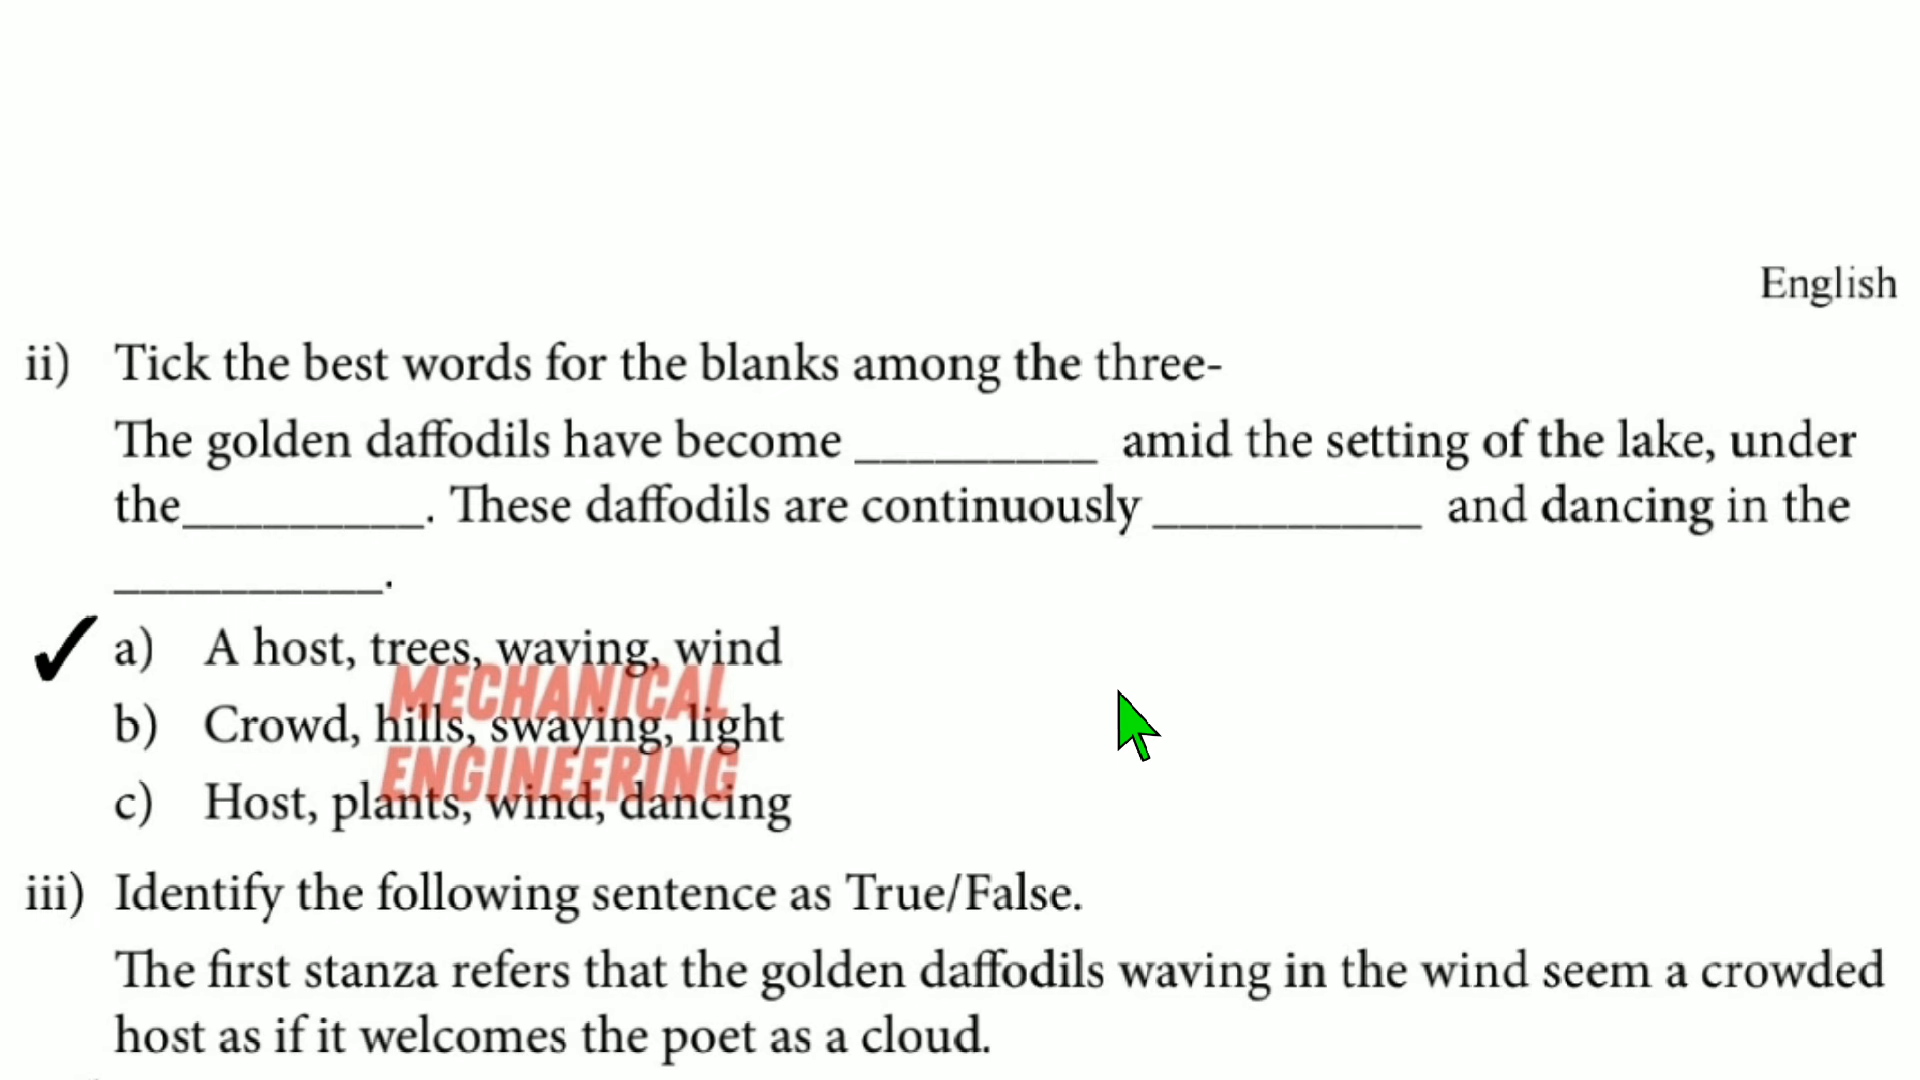 English
ii) Tick the best words for the blanks among the three-
The golden daffodils have become _________ amid the setting of the lake, under
the_________. These daffodils are continuously __________ and dancing in the
__________.
✓ a) A host, trees, waving, wind
MECHANICAL
b) Crowd, hills, swaying, light
ENGINEERING
c) Host, plants, wind, dancing
iii) Identify the following sentence as True/False.
The first stanza refers that the golden daffodils waving in the wind seem a crowded
host as if it welcomes the poet as a cloud.